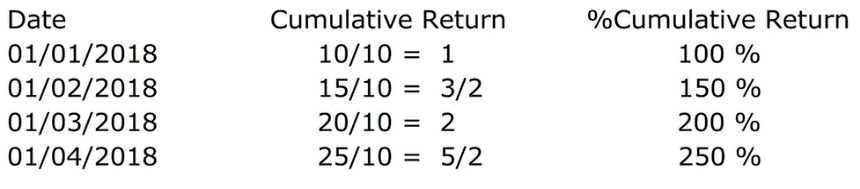 Date Cumulative Return %Cumulative Return
01/01/2018 10/10 = 1 100 %
01/02/2018 15/10 = 3/2 150 %
01/03/2018 20/10 = 2 200 %
01/04/2018 25/10 = 5/2 250 %